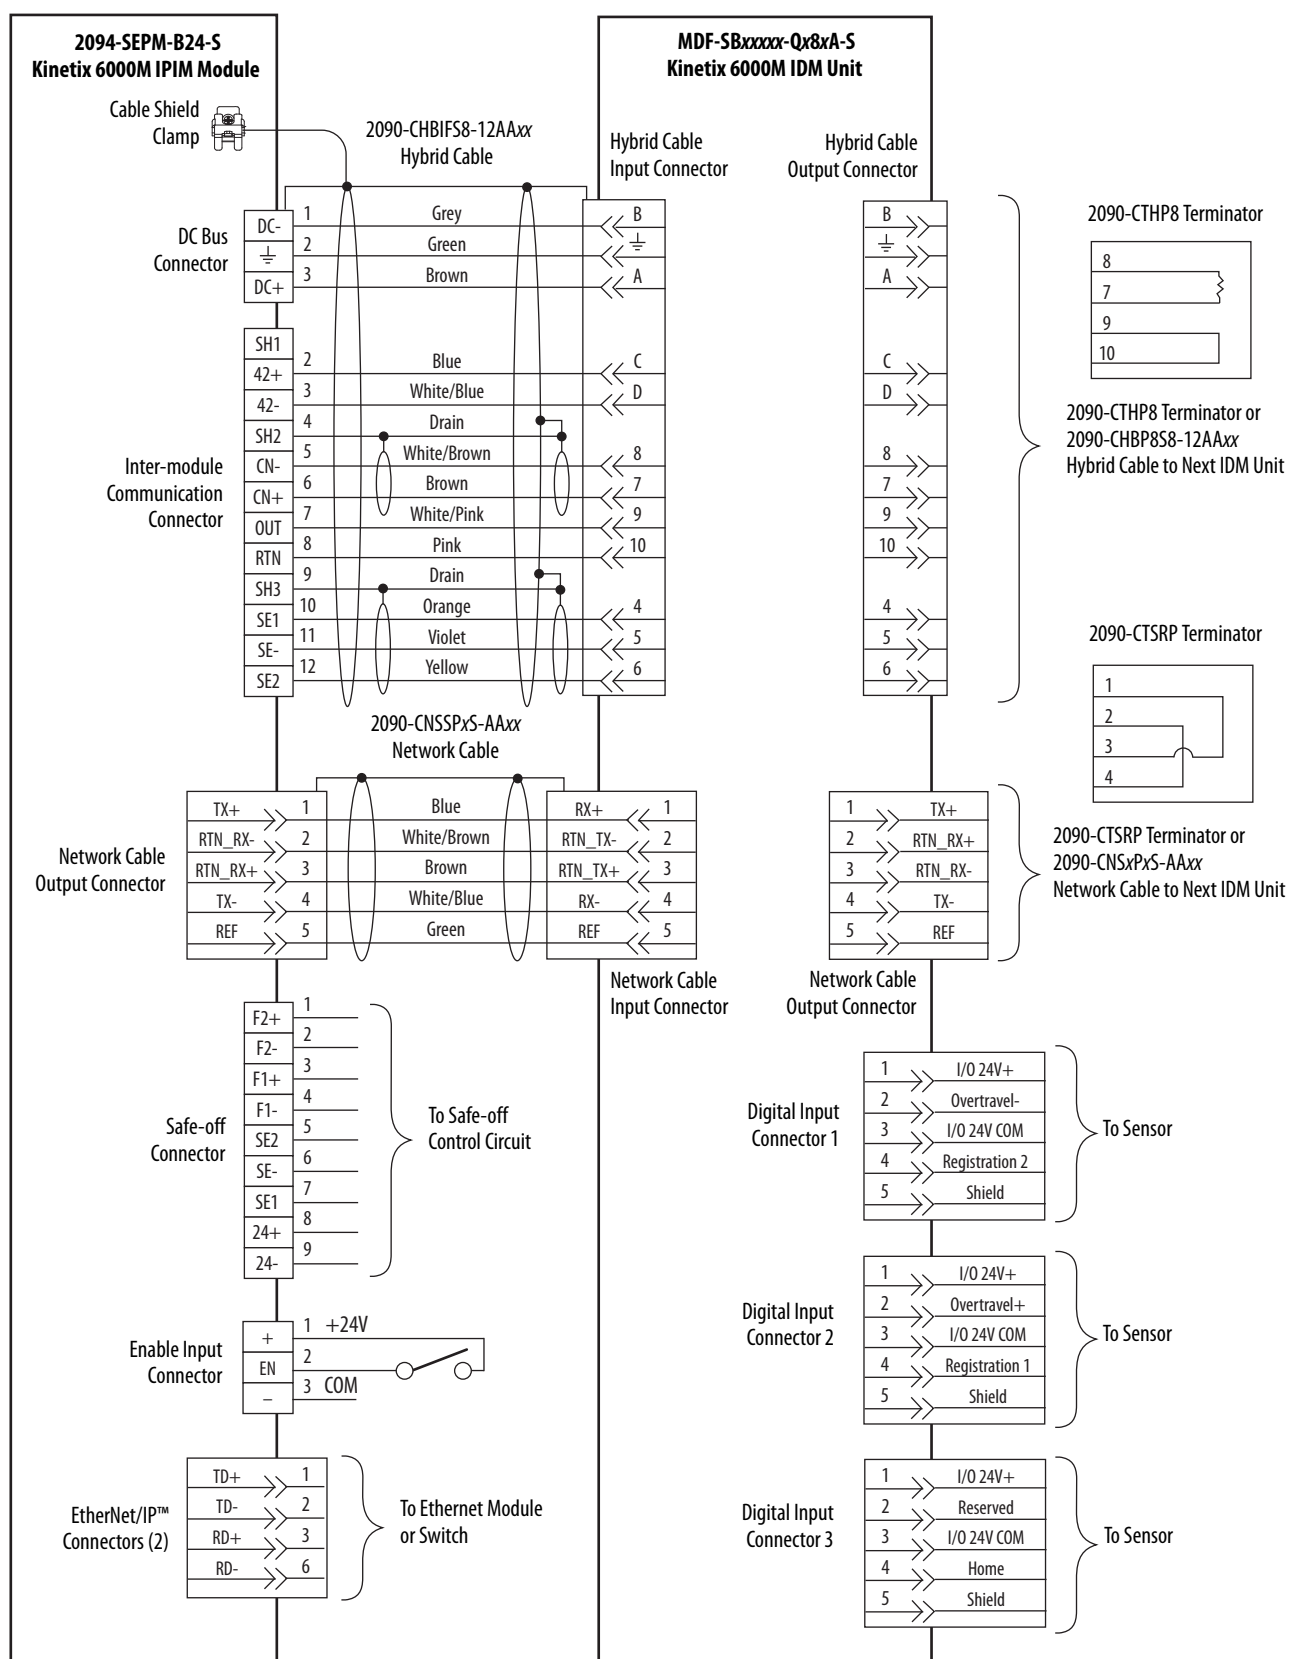 2094-SEPM-B24-S
Kinetix 6000M IPIM Module
MDF-SBxxxxx-Qx8xA-S
Kinetix 6000M IDM Unit
Cable Shield
Clamp
2090-CHBIFS8-12AAxx
Hybrid Cable
Hybrid Cable
Input Connector
Hybrid Cable
Output Connector
DC Bus
Connector
DC- 1 Grey B
2 Green
DC+ 3 Brown A
B
A
2090-CTHP8 Terminator
8
7
9
10
Inter-module
Communication
Connector
SH1
42+ 2 Blue C
42- 3 White/Blue D
SH2 4 Drain
CN- 5 White/Brown 8
CN+ 6 Brown 7
OUT 7 White/Pink 9
RTN 8 Pink 10
SH3 9 Drain
SE1 10 Orange 4
SE- 11 Violet 5
SE2 12 Yellow 6
C
D
8
7
9
10
4
5
6
2090-CTHP8 Terminator or
2090-CHBP8S8-12AAxx
Hybrid Cable to Next IDM Unit
2090-CTSRP Terminator
1
2
3
4
2090-CNSSPxS-AAxx
Network Cable
Network Cable
Output Connector
TX+ 1 Blue RX+ 1
RTN_RX- 2 White/Brown RTN_TX- 2
RTN_RX+ 3 Brown RTN_TX+ 3
TX- 4 White/Blue RX- 4
REF 5 Green REF 5
Network Cable
Input Connector
1 TX+
2 RTN_RX+
3 RTN_RX-
4 TX-
5 REF
Network Cable
Output Connector
2090-CTSRP Terminator or
2090-CNSxPxS-AAxx
Network Cable to Next IDM Unit
Safe-off
Connector
F2+ 1
F2- 2
F1+ 3
F1- 4
SE2 5
SE- 6
SE1 7
24+ 8
24- 9
To Safe-off
Control Circuit
Digital Input
Connector 1
1 I/O 24V+
2 Overtravel-
3 I/O 24V COM
4 Registration 2
5 Shield
To Sensor
Enable Input
Connector
+ 1 +24V
EN 2
– 3 COM
Digital Input
Connector 2
1 I/O 24V+
2 Overtravel+
3 I/O 24V COM
4 Registration 1
5 Shield
To Sensor
EtherNet/IP™
Connectors (2)
TD+ 1
TD- 2
RD+ 3
RD- 6
To Ethernet Module
or Switch
Digital Input
Connector 3
1 I/O 24V+
2 Reserved
3 I/O 24V COM
4 Home
5 Shield
To Sensor